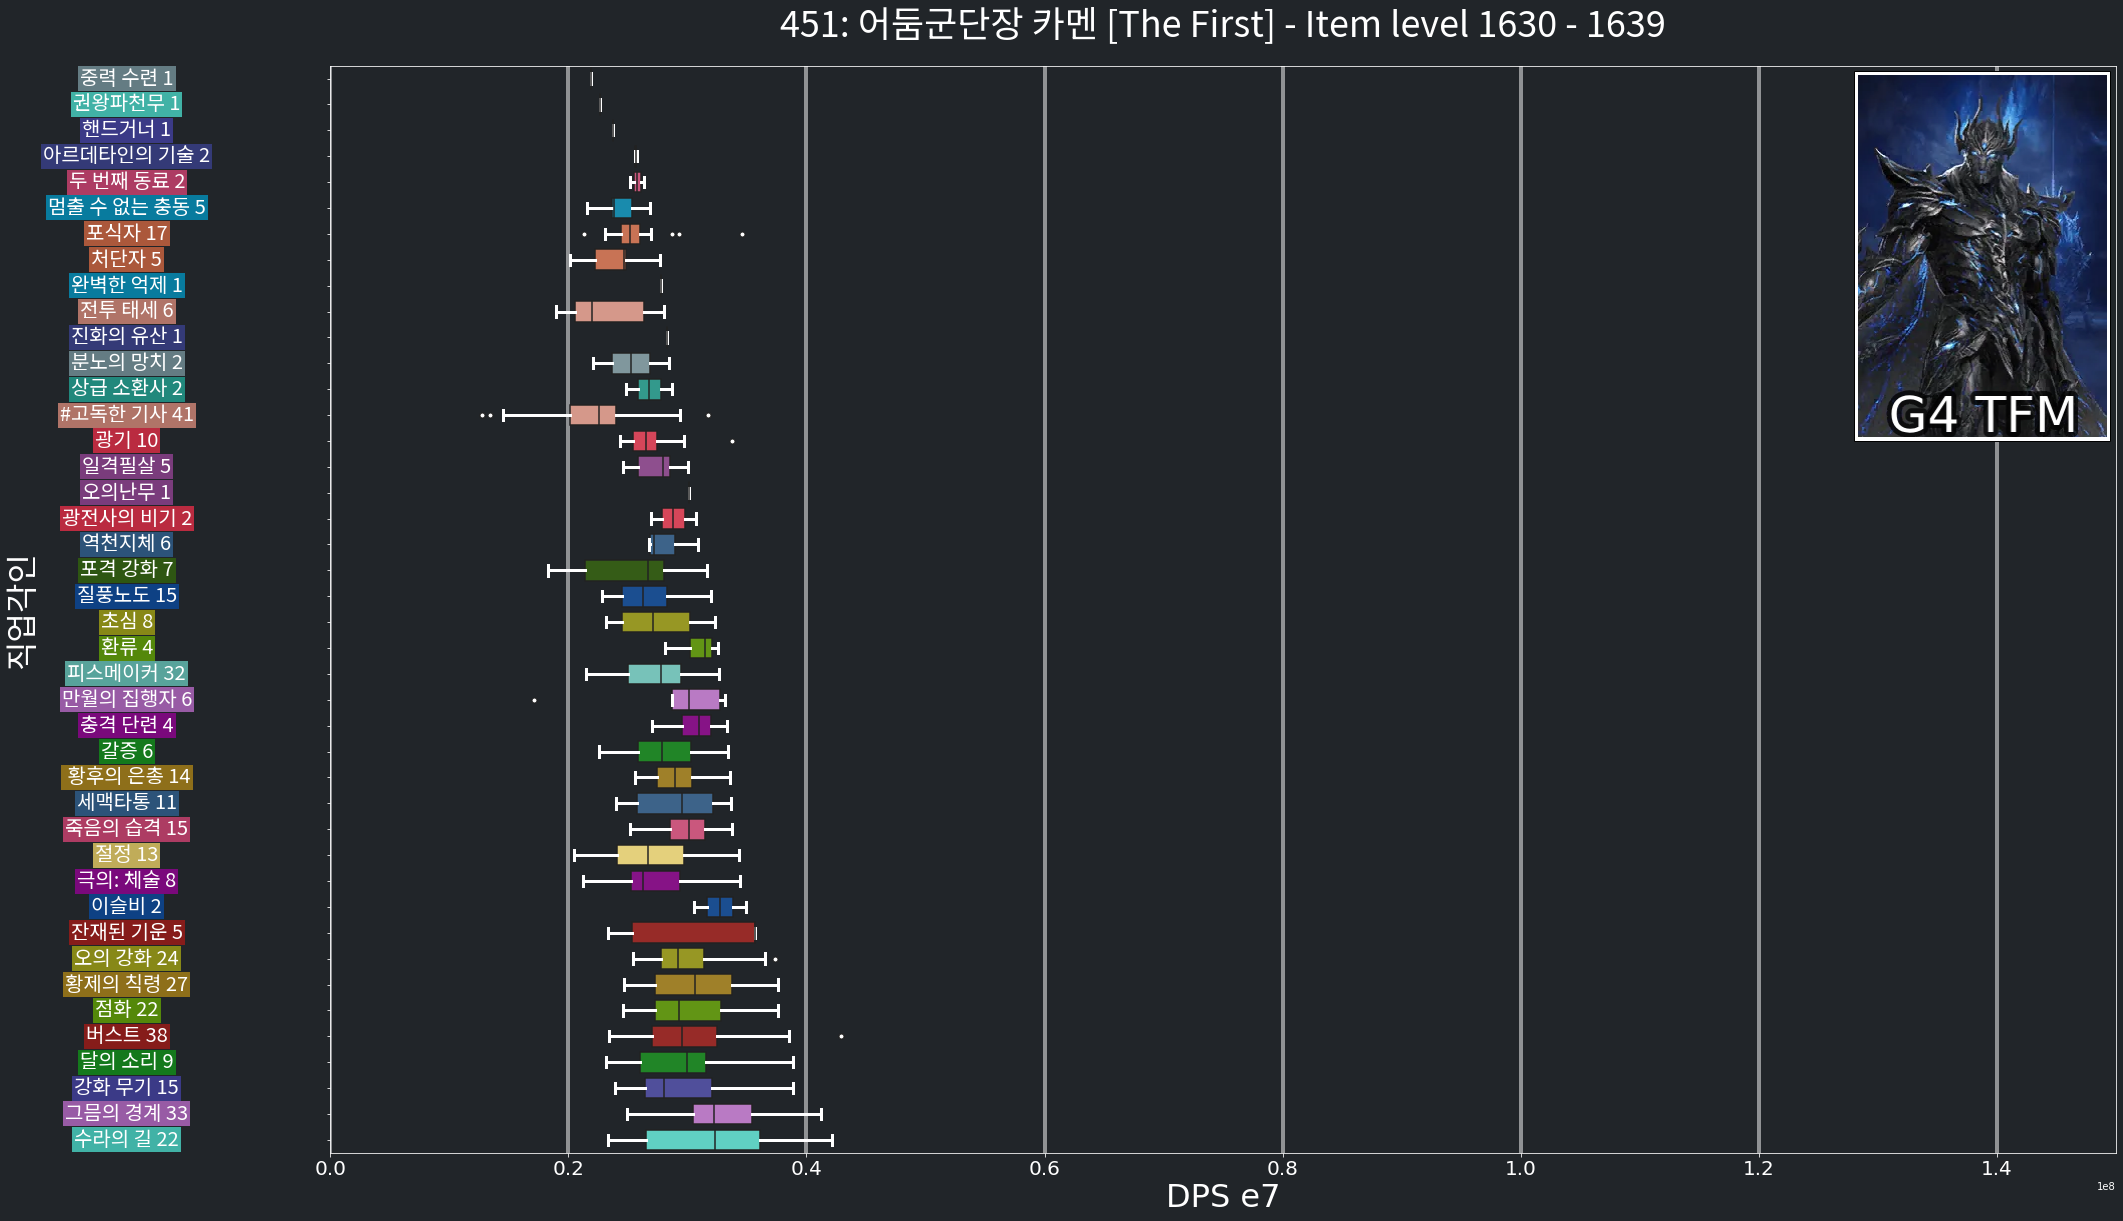 451: 어둠군단장 카멘 [The First] - Item level 1630 - 1639
직업각인
중력 수련 1
권왕파천무 1
핸드거너 1
아르데타인의 기술 2
두 번째 동료 2
멈출 수 없는 충동 5
포식자 17
처단자 5
완벽한 억제 1
전투 태세 6
진화의 유산 1
분노의 망치 2
상급 소환사 2
#고독한 기사 41
광기 10
일격필살 5
오의난무 1
광전사의 비기 2
역천지체 6
포격 강화 7
질풍노도 15
초심 8
환류 4
피스메이커 32
만월의 집행자 6
충격 단련 4
갈증 6
황후의 은총 14
세맥타통 11
죽음의 습격 15
절정 13
극의: 체술 8
이슬비 2
잔재된 기운 5
오의 강화 24
황제의 칙령 27
점화 22
버스트 38
달의 소리 9
강화 무기 15
그믐의 경계 33
수라의 길 22
G4 TFM
0.0 0.2 0.4 0.6 0.8 1.0 1.2 1.4
1e8
DPS e7